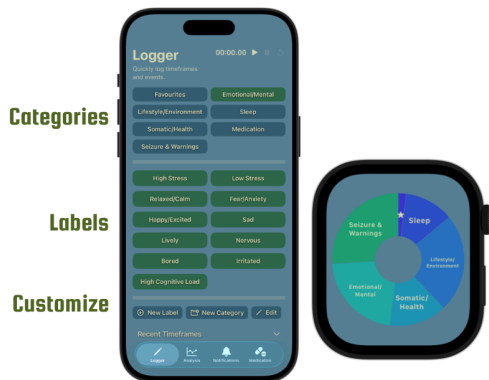 Logger
00:00.00
Quickly log timeframes
and events.
Categories
Favourites
Emotional/Mental
Lifestyle/Environment
Sleep
Somatic/Health
Medication
Seizure & Warnings
Labels
High Stress
Low Stress
Relaxed/Calm
Fear/Anxiety
Happy/Excited
Sad
Lively
Nervous
Bored
Irritated
High Cognitive Load
Customize
New Label
New Category
Edit
Recent Timeframes
Logger
Analysis
Notifications
Medication
Seizure &
Warnings
Sleep
Lifestyle/
Environment
Emotional/
Mental
Somatic/
Health